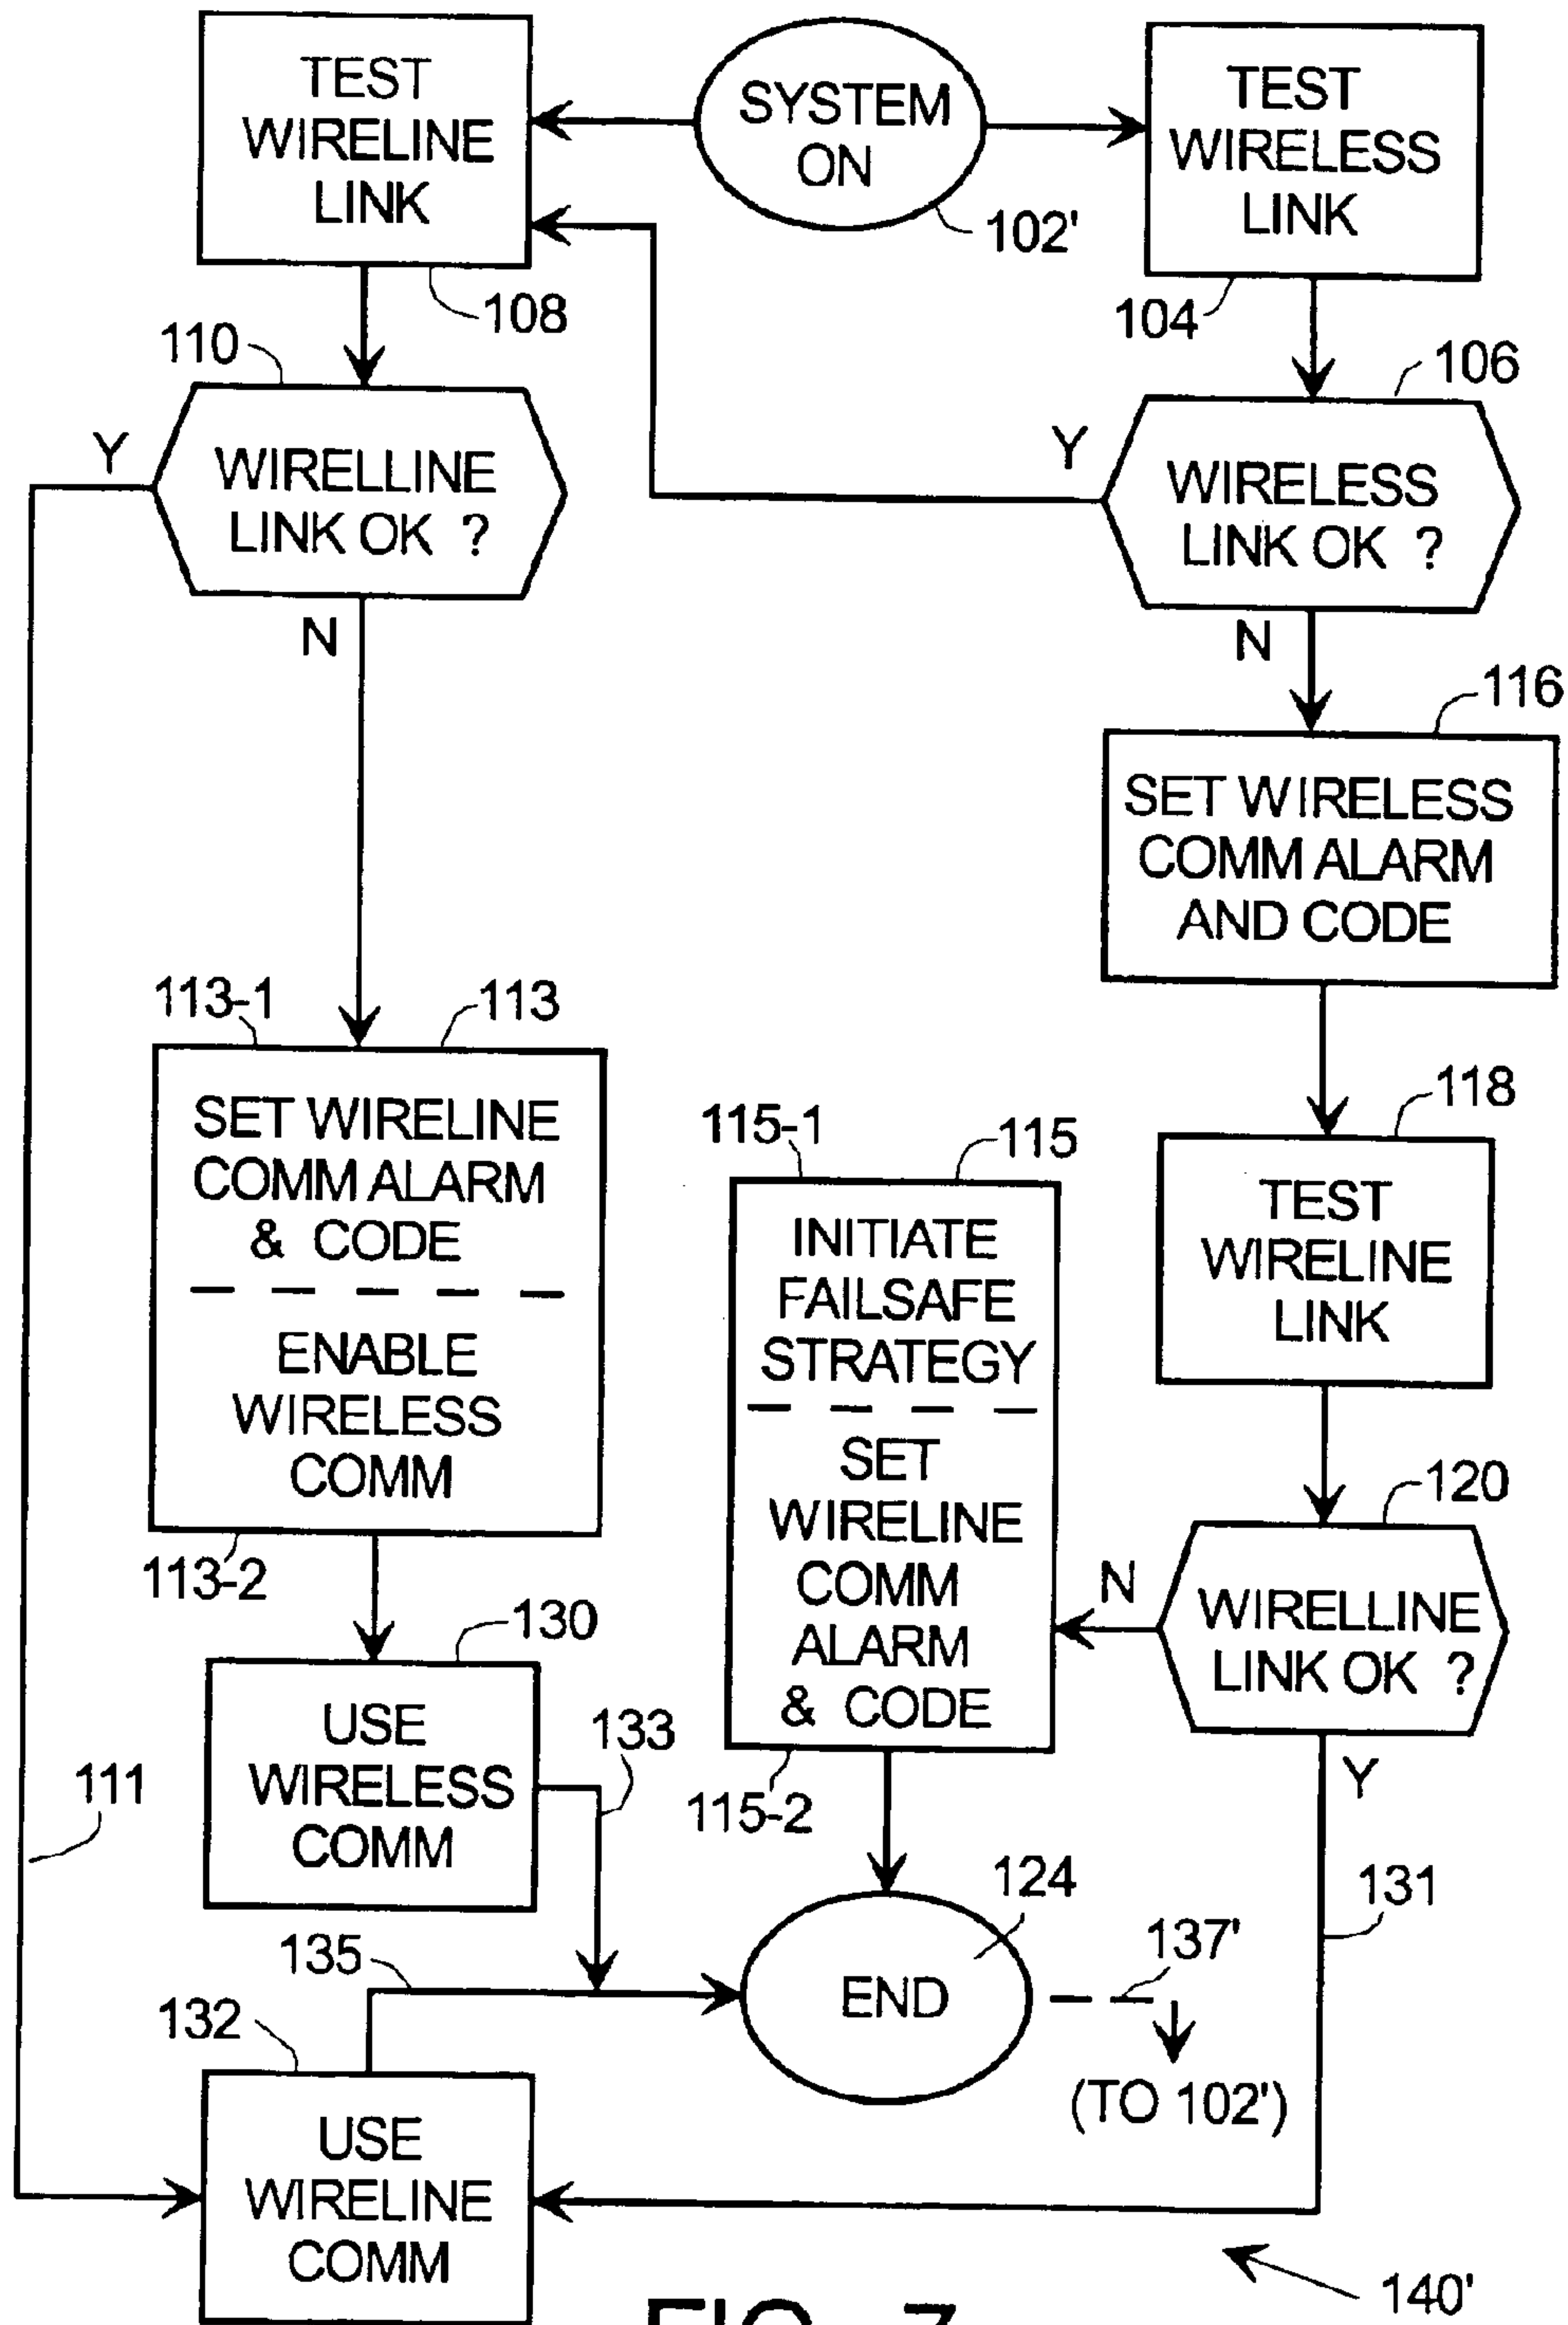 TEST
WIRELINE
LINK
SYSTEM
ON
TEST
WIRELESS
LINK
102'
108
104
110
106
Y
WIRELLINE
LINK OK ?
N
Y
WIRELESS
LINK OK ?
N
116
SET WIRELESS
COMM ALARM
AND CODE
113-1
113
SET WIRELINE
COMM ALARM
& CODE
ENABLE
WIRELESS
COMM
113-2
115-1
115
INITIATE
FAILSAFE
STRATEGY
SET
WIRELINE
COMM
ALARM
& CODE
115-2
118
TEST
WIRELINE
LINK
120
N
WIRELLINE
LINK OK ?
Y
130
USE
WIRELESS
COMM
133
111
131
124
END
137'
(TO 102')
135
132
USE
WIRELINE
COMM
140'
FIG. 7